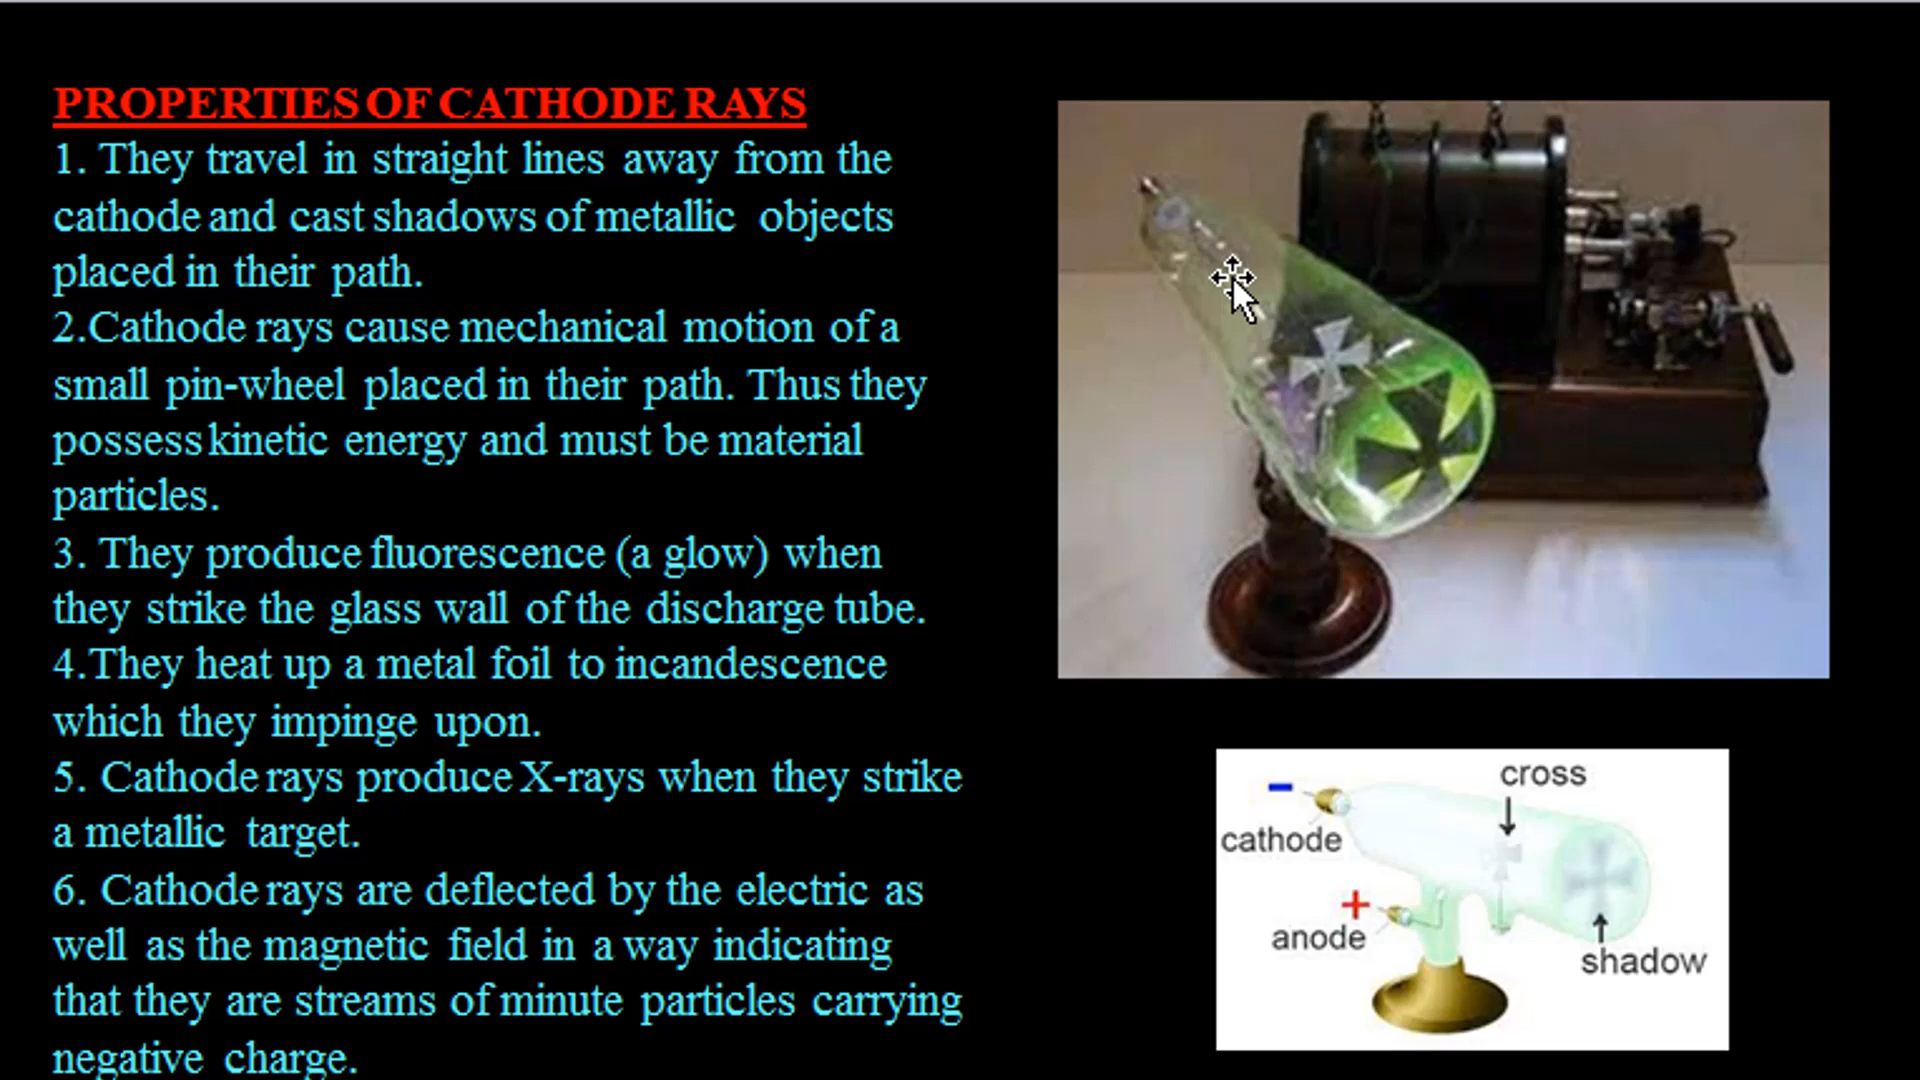 PROPERTIES OF CATHODE RAYS
1. They travel in straight lines away from the
cathode and cast shadows of metallic objects
placed in their path.
2.Cathode rays cause mechanical motion of a
small pin-wheel placed in their path. Thus they
possess kinetic energy and must be material
particles.
3. They produce fluorescence (a glow) when
they strike the glass wall of the discharge tube.
4.They heat up a metal foil to incandescence
which they impinge upon.
5. Cathode rays produce X-rays when they strike
a metallic target.
6. Cathode rays are deflected by the electric as
well as the magnetic field in a way indicating
that they are streams of minute particles carrying
negative charge.
cross
-
cathode
+
anode
shadow